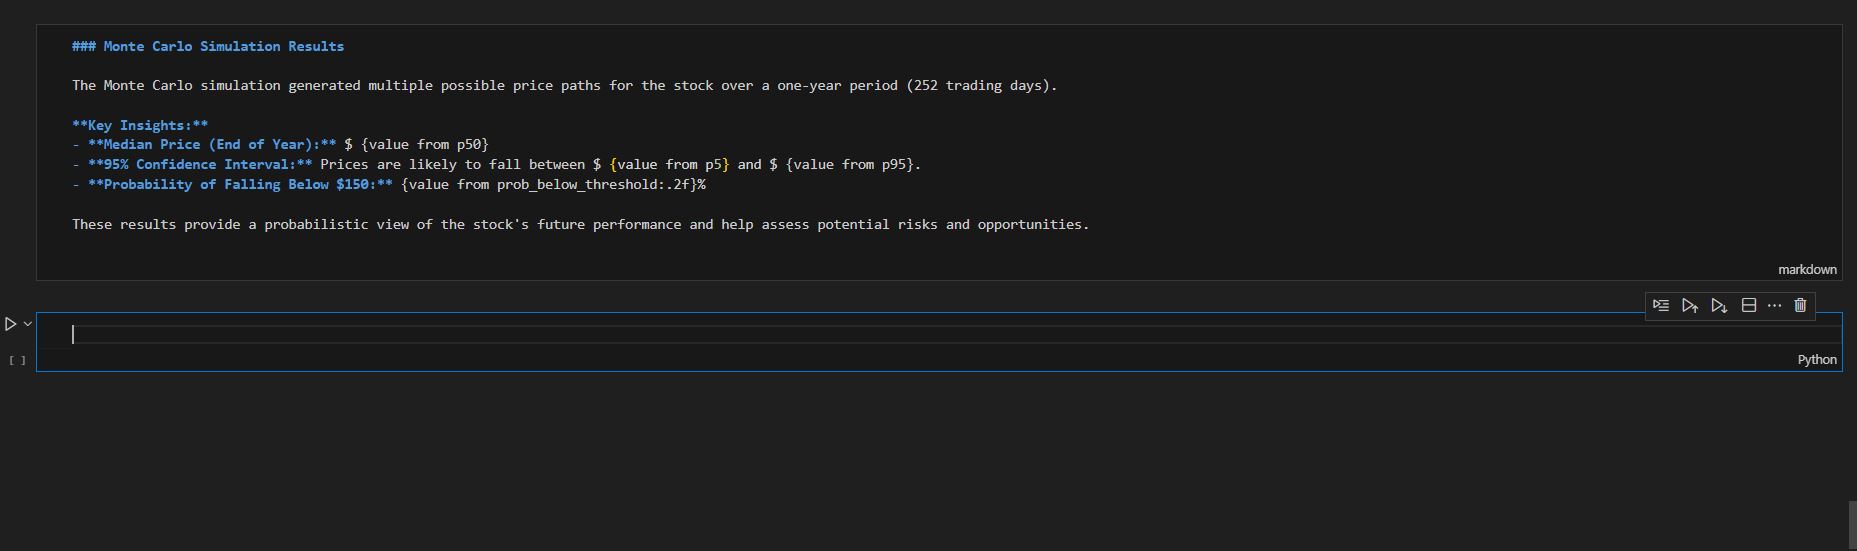 ### Monte Carlo Simulation Results
The Monte Carlo simulation generated multiple possible price paths for the stock over a one-year period (252 trading days).
**Key Insights:**
- **Median Price (End of Year):** $ {value from p50}
- **95% Confidence Interval:** Prices are likely to fall between $ {value from p5} and $ {value from p95}.
- **Probability of Falling Below $150:** {value from prob_below_threshold:.2f}%
These results provide a probabilistic view of the stock's future performance and help assess potential risks and opportunities.
markdown
[ ]
Python